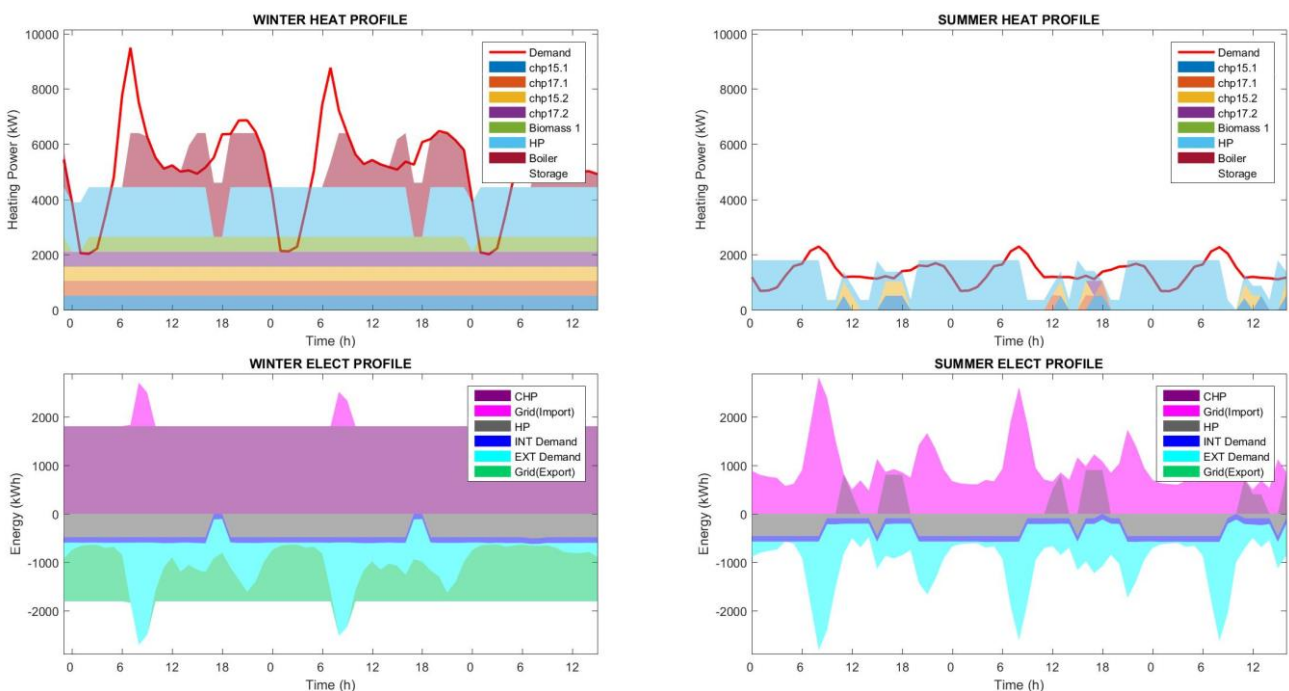 WINTER HEAT PROFILE
10000
8000
6000
4000
2000
0
Heating Power (kW)
Demand
chp15.1
chp17.1
chp15.2
chp17.2
Biomass 1
HP
Boiler
Storage
0 6 12 18 0 6 12 18 0 6 12
Time (h)
SUMMER HEAT PROFILE
10000
8000
6000
4000
2000
0
Heating Power (kW)
Demand
chp15.1
chp17.1
chp15.2
chp17.2
Biomass 1
HP
Boiler
Storage
0 6 12 18 0 6 12 18 0 6 12
Time (h)
WINTER ELECT PROFILE
2000
1000
0
-1000
-2000
Energy (kWh)
CHP
Grid(Import)
HP
INT Demand
EXT Demand
Grid(Export)
0 6 12 18 0 6 12 18 0 6 12
Time (h)
SUMMER ELECT PROFILE
2000
1000
0
-1000
-2000
Energy (kWh)
CHP
Grid(Import)
HP
INT Demand
EXT Demand
Grid(Export)
0 6 12 18 0 6 12 18 0 6 12
Time (h)